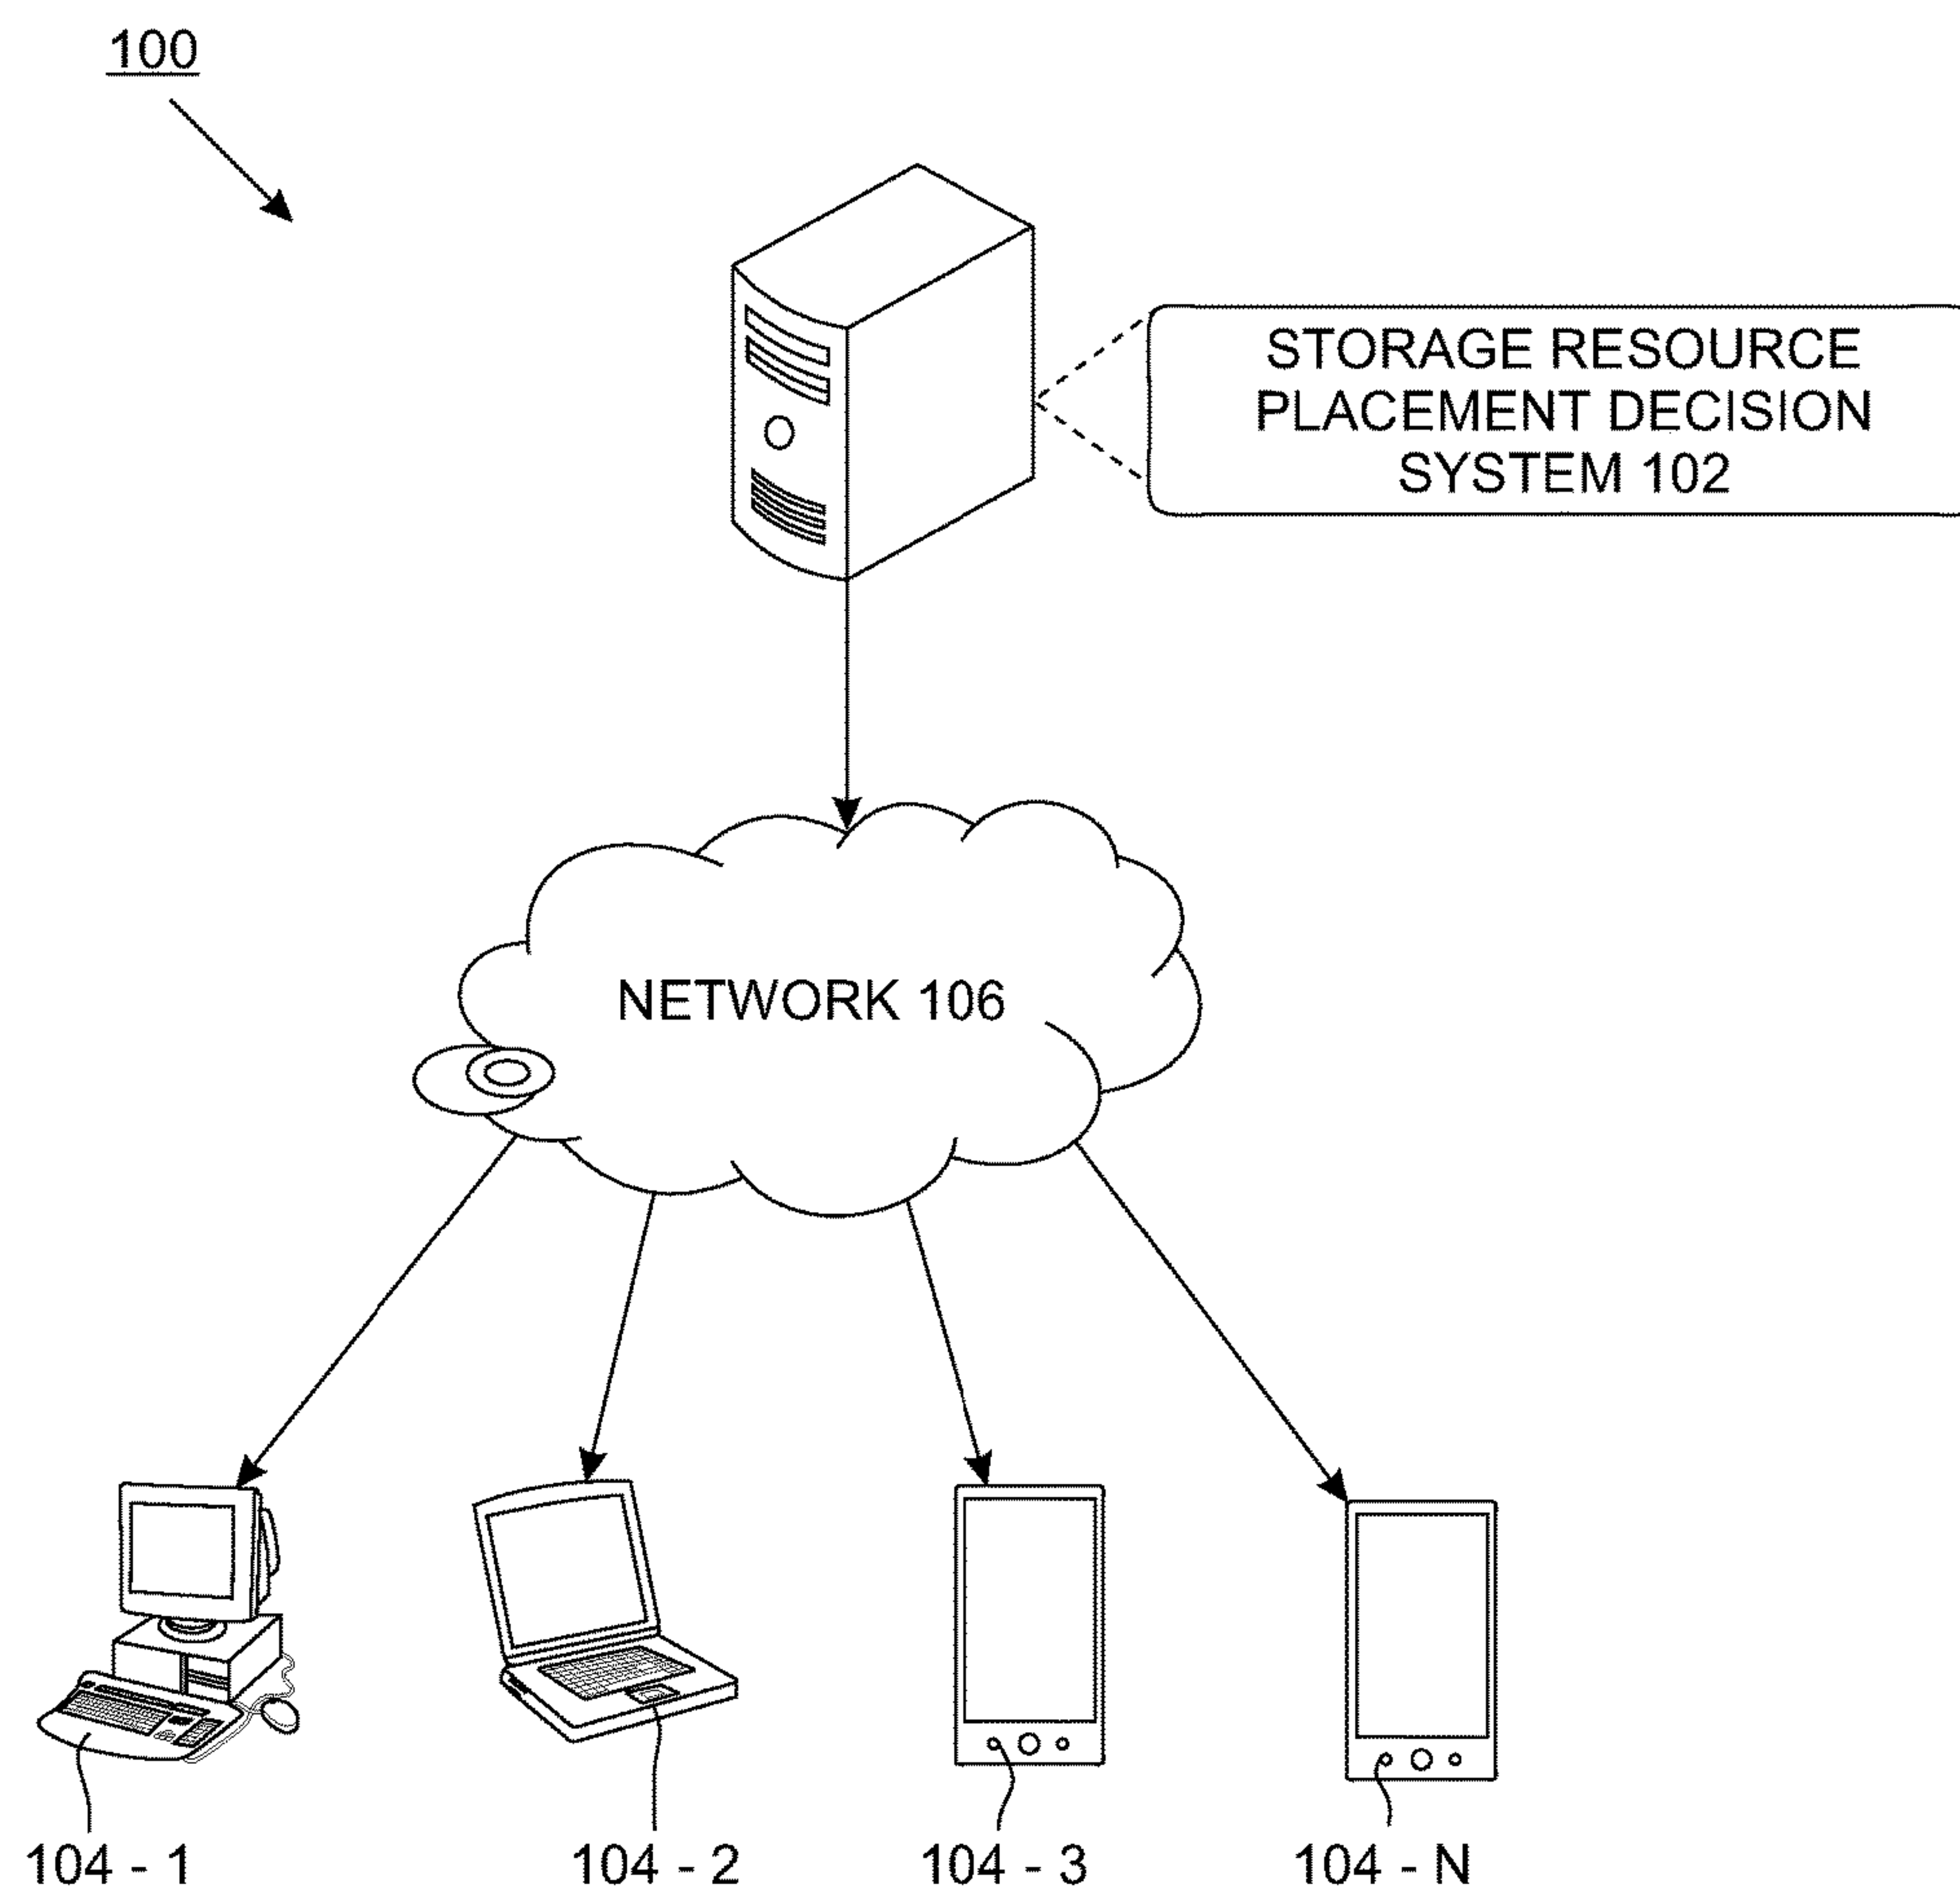 100
STORAGE RESOURCE
PLACEMENT DECISION
SYSTEM 102
NETWORK 106
104 - 1
104 - 2
104 - 3
104 - N